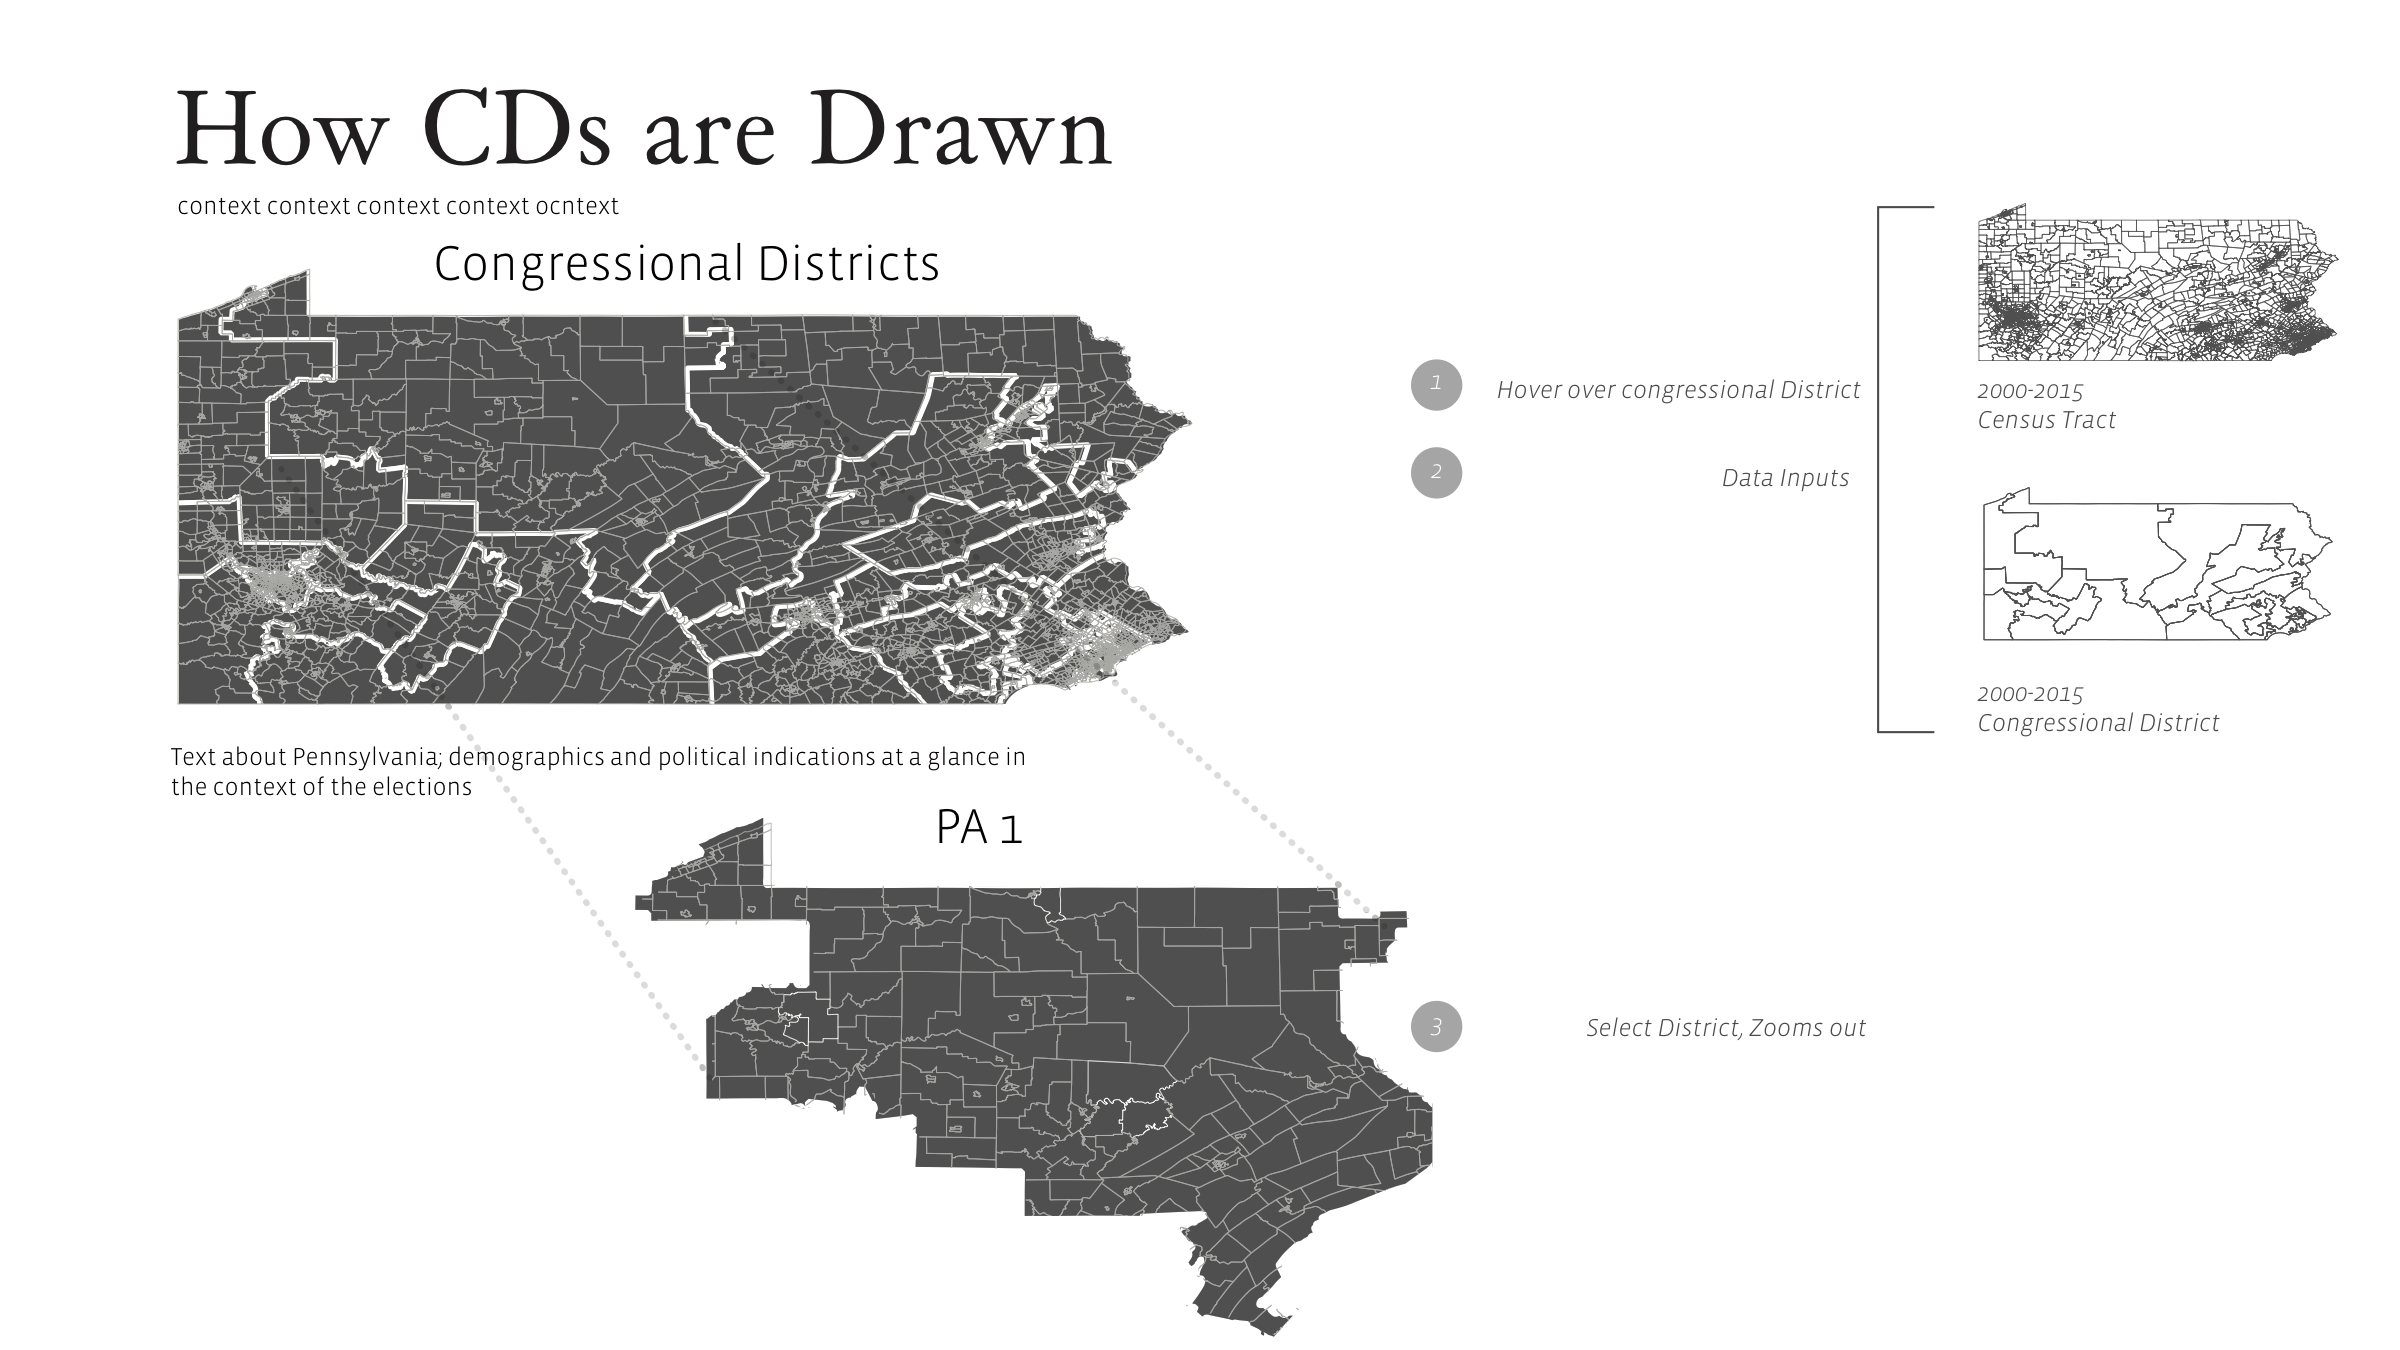 How CDs are Drawn
context context context context ocntext
Congressional Districts
Text about Pennsylvania; demographics and political indications at a glance in
the context of the elections
PA 1
1
Hover over congressional District
2
Data Inputs
2000-2015
Census Tract
2000-2015
Congressional District
3
Select District, Zooms out